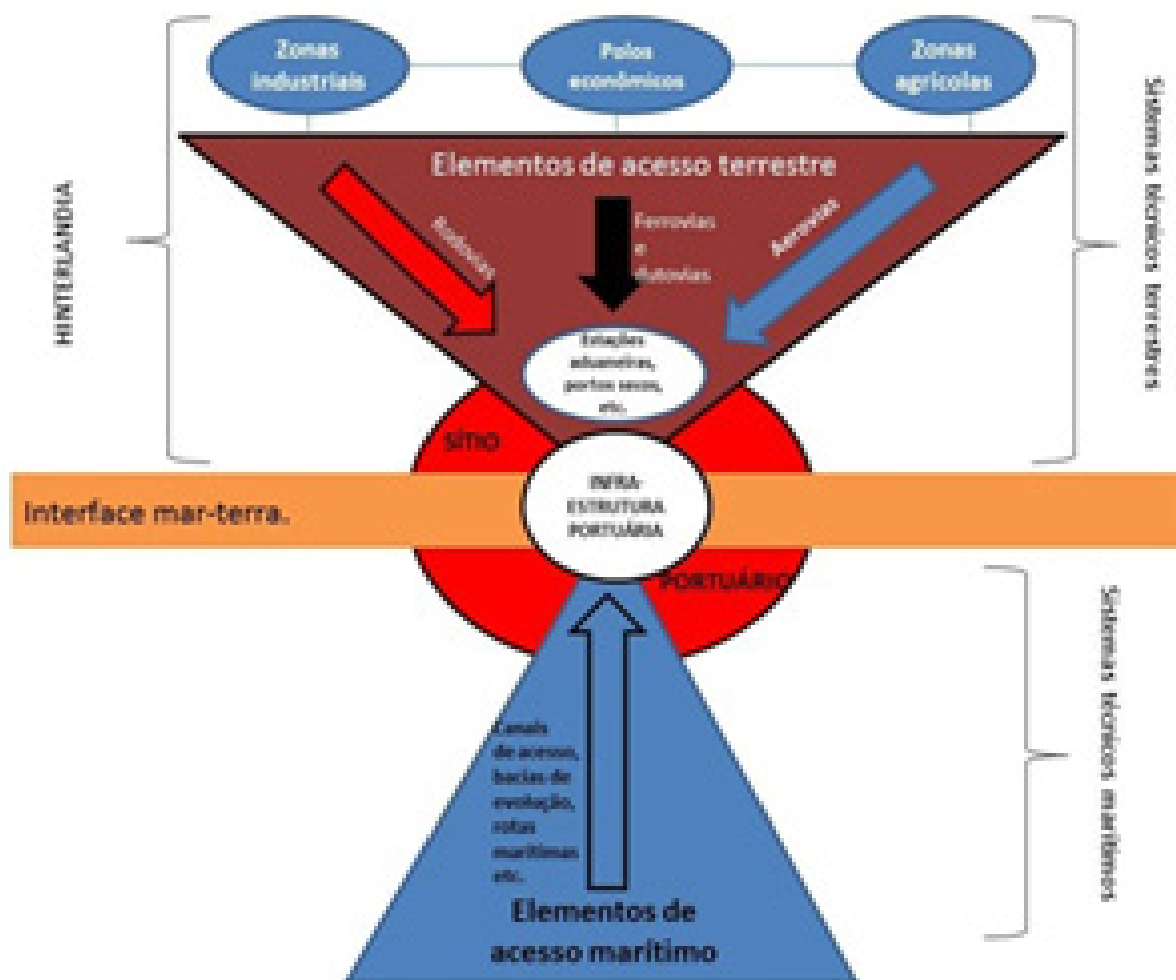 Zonas
industriais
Polos
econômicos
Zonas
agrícolas
Elementos de acesso terrestre
Rodovias
Ferrovias
e
dutovias
Aerovias
Estações
aduaneiras,
portos secos,
etc.
HINTERLANDIA
Sistemas técnicos terrestres
SÍTIO
INFRA-
ESTRUTURA
PORTUÁRIA
Interface mar-terra.
PORTUÁRIO
Canais
de acesso,
bacias de
evolução,
rotas
marítimas
etc.
Elementos de
acesso marítimo
Sistemas técnicos marítimos